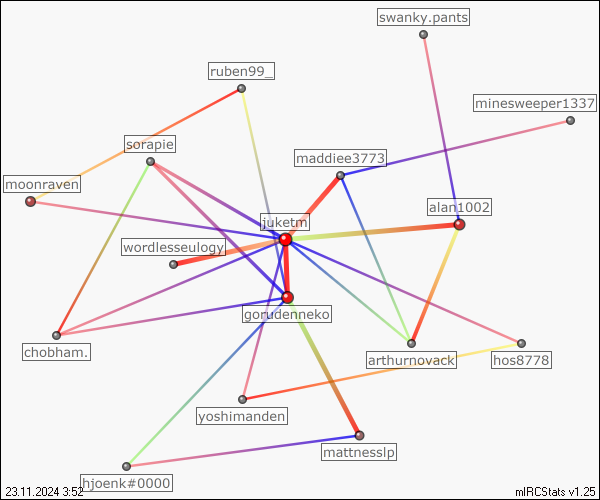 swanky.pants
ruben99_
minesweeper1337
sorapie
maddiee3773
moonraven
alan1002
juketm
wordlesseulogy
gorudenneko
chobham.
arthurnovack
hos8778
yoshimanden
mattnesslp
hjoenk#0000
23.11.2024 3:52
mIRCStats v1.25